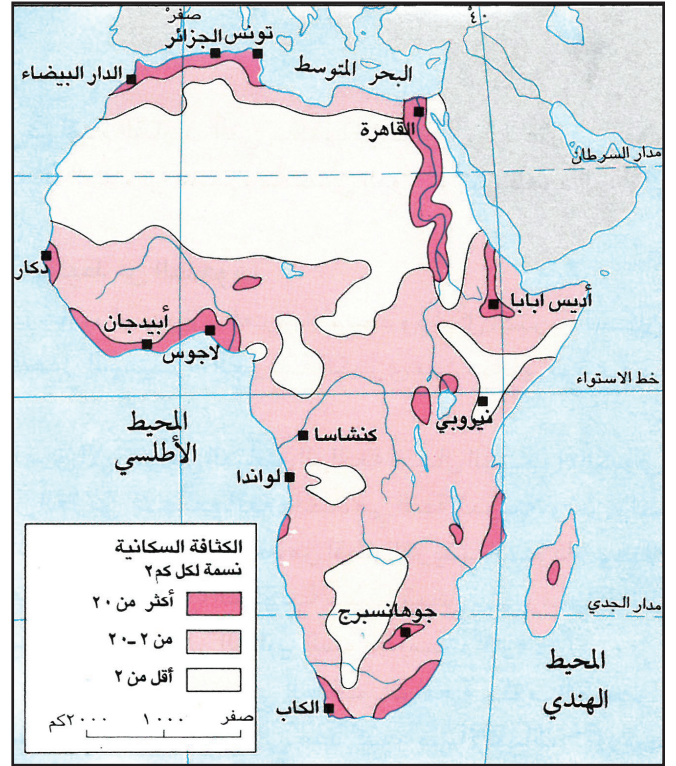 صفر°
٤٠°
تونس
الجزائر
البحر المتوسط
الدار البيضاء
القاهرة
مدار السرطان
دكار
أديس ابابا
أبيدجان
لاجوس
خط الاستواء
نيروبي
المحيط
الأطلسي
كنشاسا
لواندا
مدار الجدي
جوهانسبرج
المحيط
الهندي
الكاب
الكثافة السكانية
نسمة لكل كم٢
أكثر من ٢٠
من ٢-٢٠
أقل من ٢
صفر ١٠٠٠ ٢٠٠٠كم